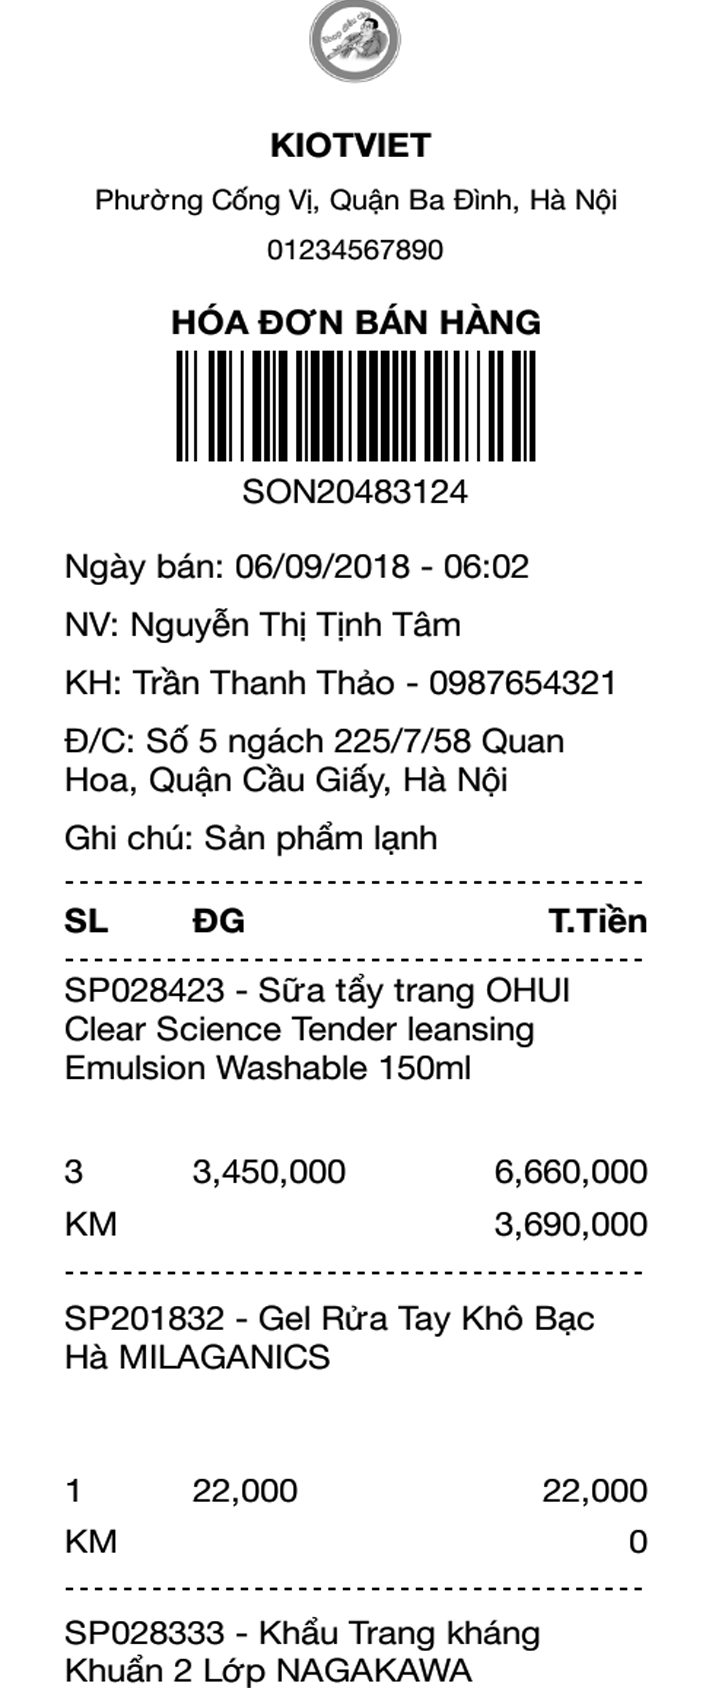 Shop điếu cày
KIOTVIET
Phường Cống Vị, Quận Ba Đình, Hà Nội
01234567890
HÓA ĐƠN BÁN HÀNG
SON20483124
Ngày bán: 06/09/2018 - 06:02
NV: Nguyễn Thị Tịnh Tâm
KH: Trần Thanh Thảo - 0987654321
Đ/C: Số 5 ngách 225/7/58 Quan
Hoa, Quận Cầu Giấy, Hà Nội
Ghi chú: Sản phẩm lạnh
SL ĐG T.Tiền
SP028423 - Sữa tẩy trang OHUI
Clear Science Tender leansing
Emulsion Washable 150ml
3 3,450,000 6,660,000
KM 3,690,000
SP201832 - Gel Rửa Tay Khô Bạc
Hà MILAGANICS
1 22,000 22,000
KM 0
SP028333 - Khẩu Trang kháng
Khuẩn 2 Lớp NAGAKAWA